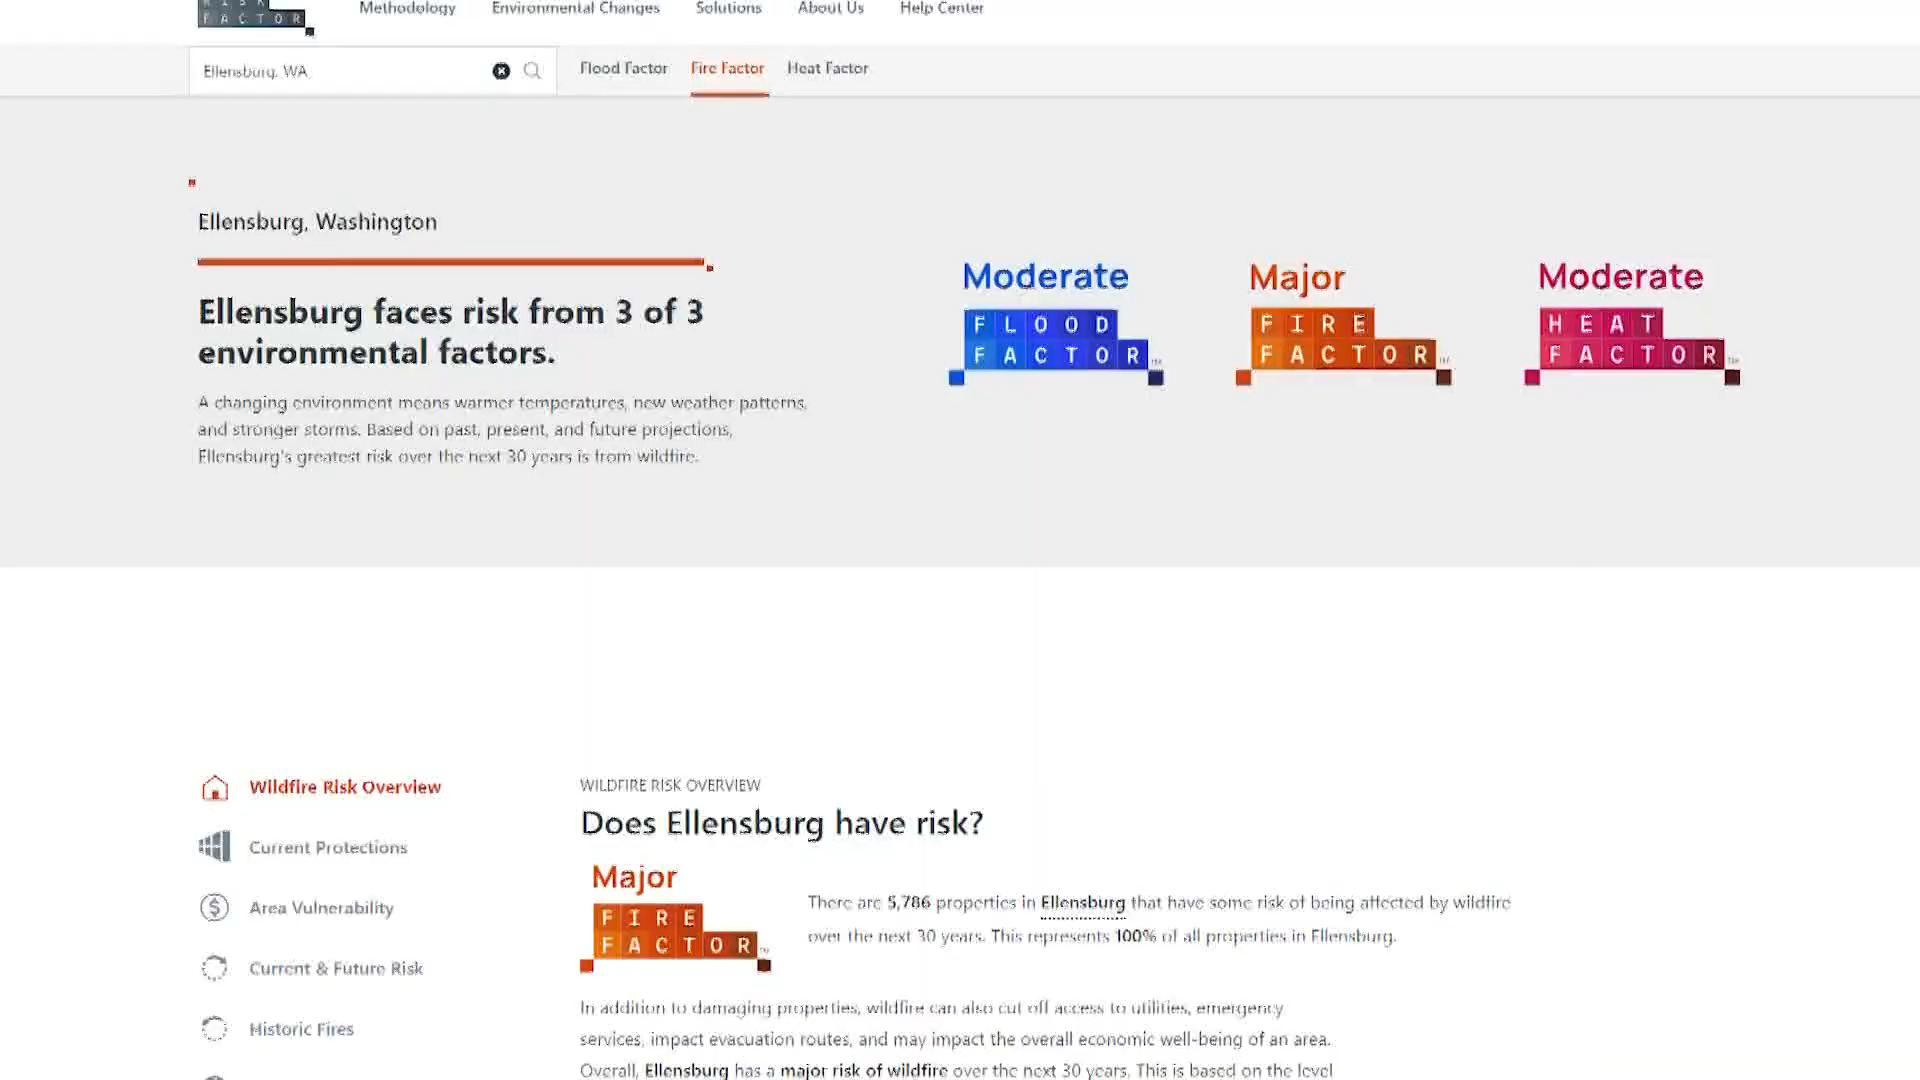 RISK
FACTOR
Methodology
Environmental Changes
Solutions
About Us
Help Center
Ellensburg, WA
Flood Factor
Fire Factor
Heat Factor
Ellensburg, Washington
Ellensburg faces risk from 3 of 3
environmental factors.
A changing environment means warmer temperatures, new weather patterns,
and stronger storms. Based on past, present, and future projections,
Ellensburg's greatest risk over the next 30 years is from wildfire.
Moderate
FLOOD
FACTOR™
Major
FIRE
FACTOR™
Moderate
HEAT
FACTOR™
Wildfire Risk Overview
Current Protections
Area Vulnerability
Current & Future Risk
Historic Fires
WILDFIRE RISK OVERVIEW
Does Ellensburg have risk?
Major
FIRE
FACTOR™
There are 5,786 properties in Ellensburg that have some risk of being affected by wildfire
over the next 30 years. This represents 100% of all properties in Ellensburg.
In addition to damaging properties, wildfire can also cut off access to utilities, emergency
services, impact evacuation routes, and may impact the overall economic well-being of an area.
Overall, Ellensburg has a major risk of wildfire over the next 30 years. This is based on the level